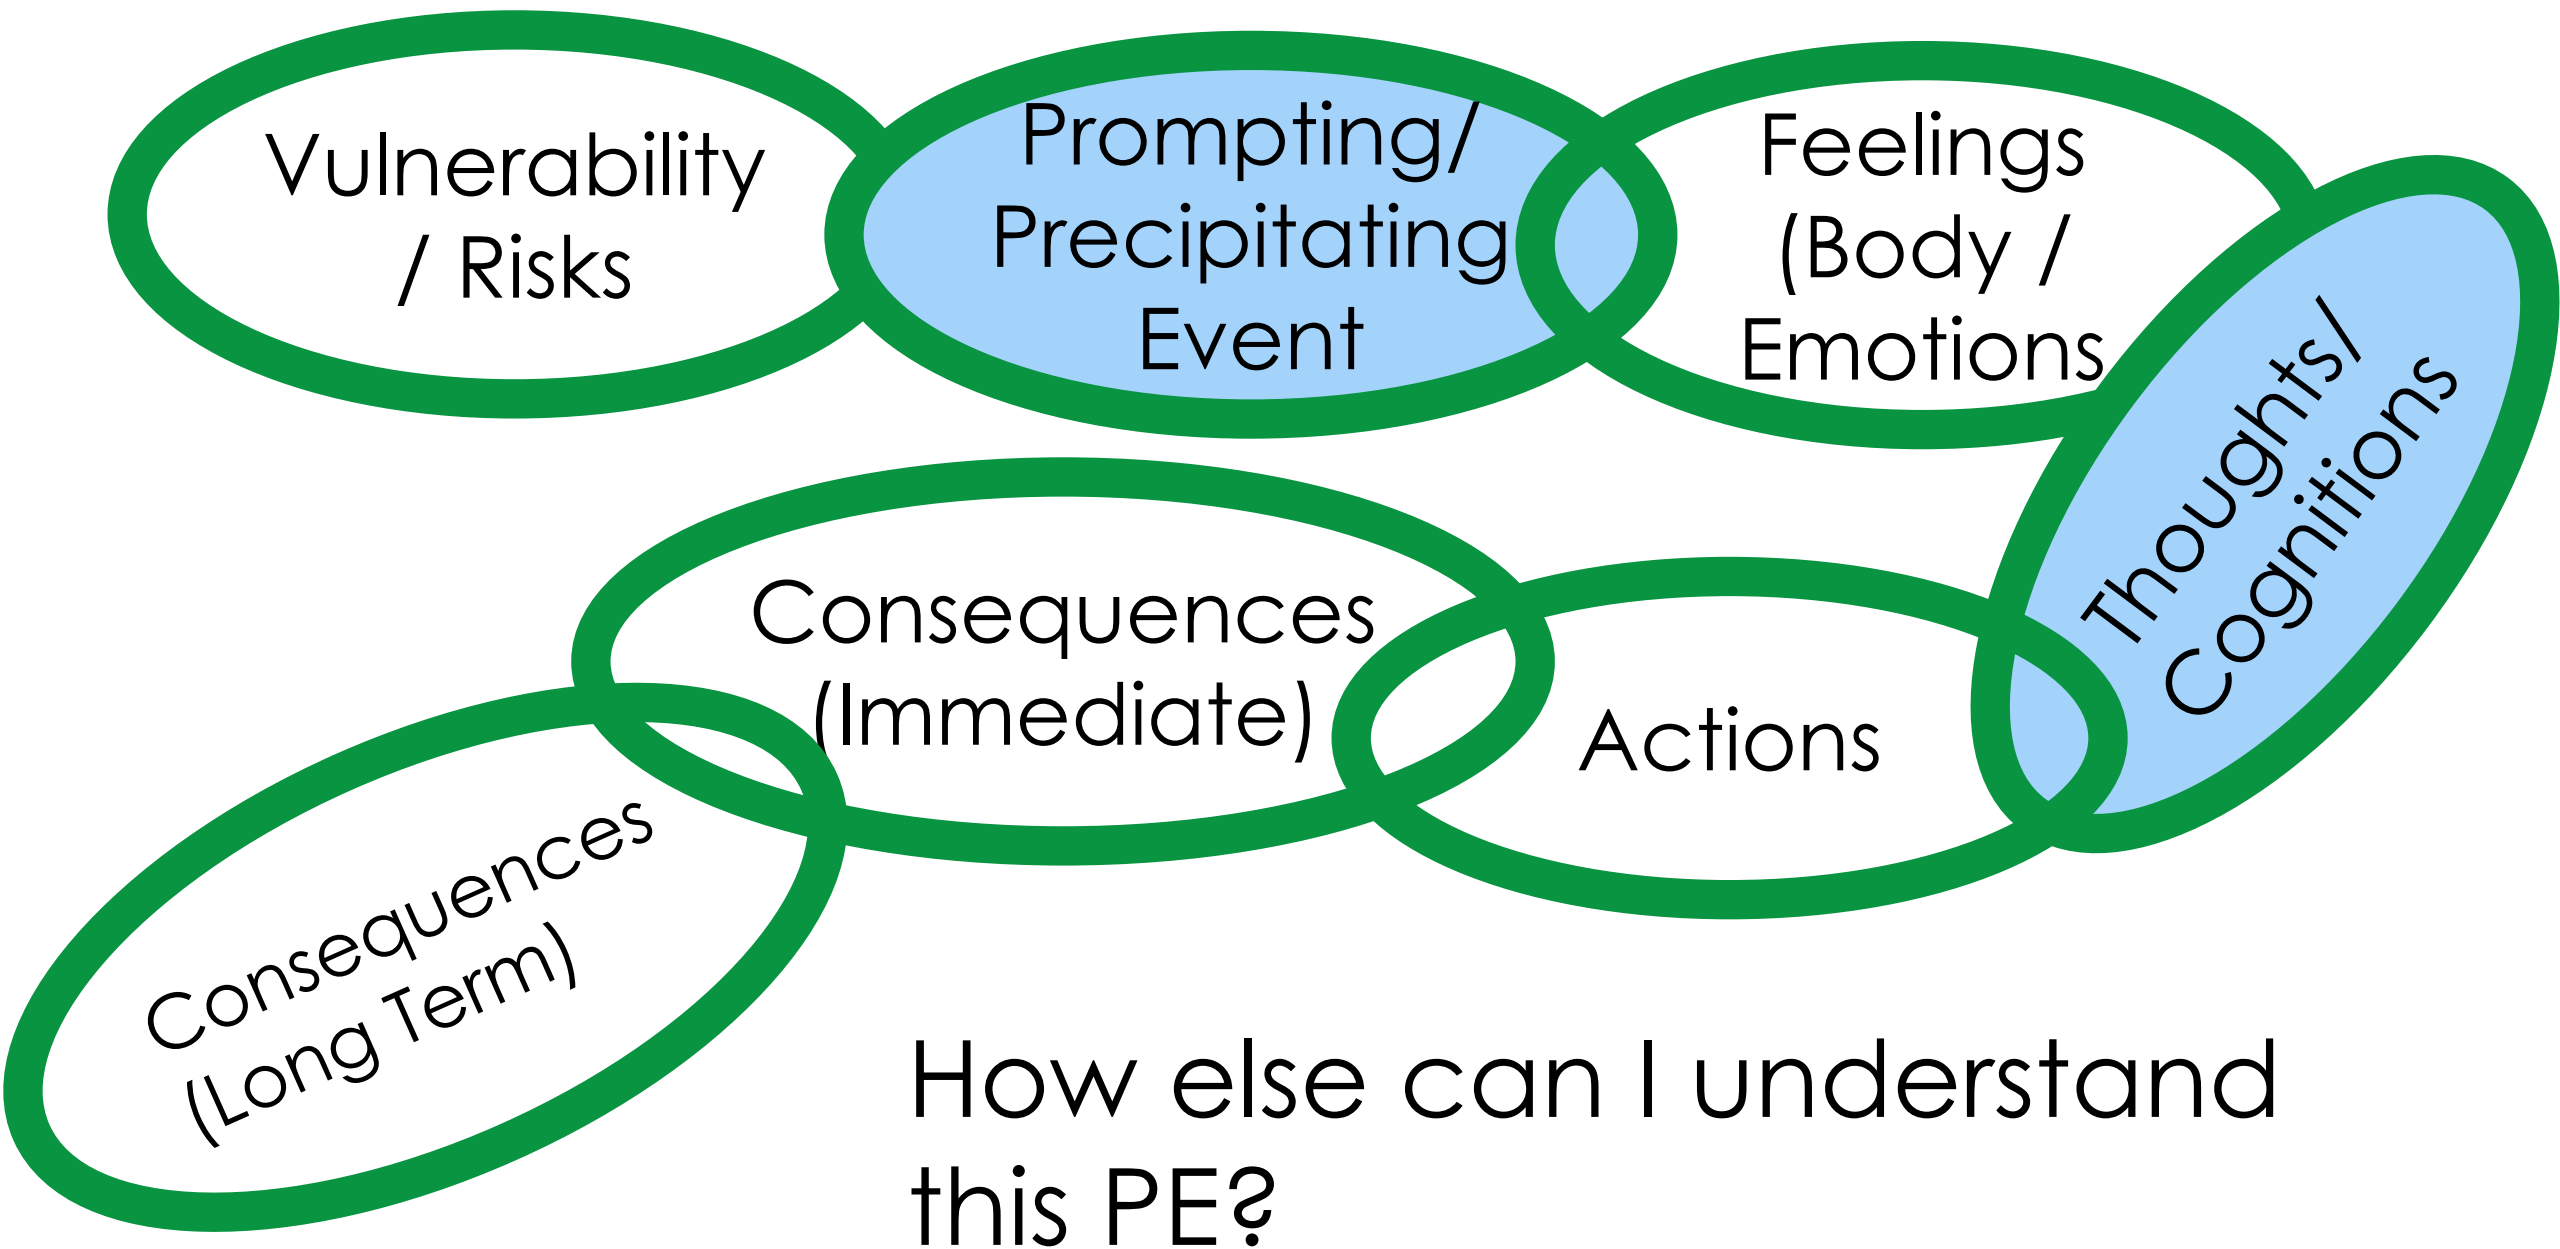 Vulnerability
/ Risks
Prompting/
Precipitating
Event
Feelings
(Body /
Emotions
Thoughts/
Cognitions
Actions
Consequences
(Immediate)
Consequences
(Long Term)
How else can I understand
this PE?